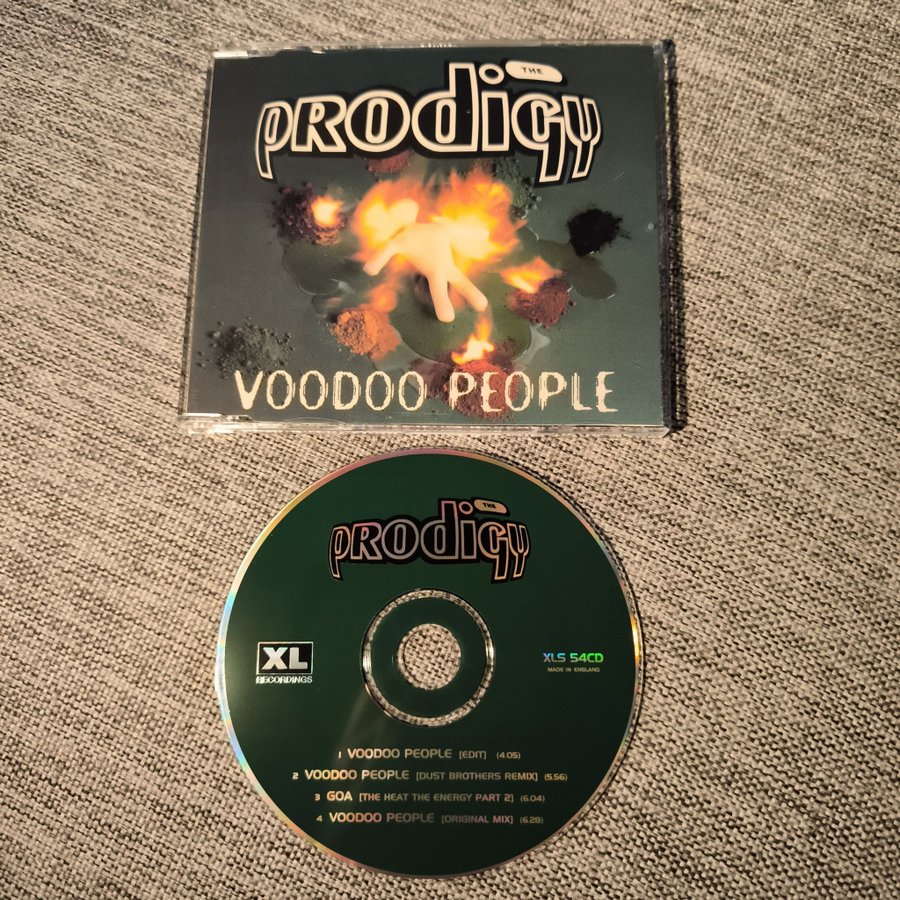 THE
PRODIGY
VOODOO PEOPLE
THE
PRODIGY
XL
RECORDINGS
XLS 54CD
MADE IN ENGLAND
1 VOODOO PEOPLE [EDIT] (4.05)
2 VOODOO PEOPLE [DUST BROTHERS REMIX] (5.56)
3 GOA [THE HEAT THE ENERGY PART 2] (6.04)
4 VOODOO PEOPLE [ORIGINAL MIX] (6.28)